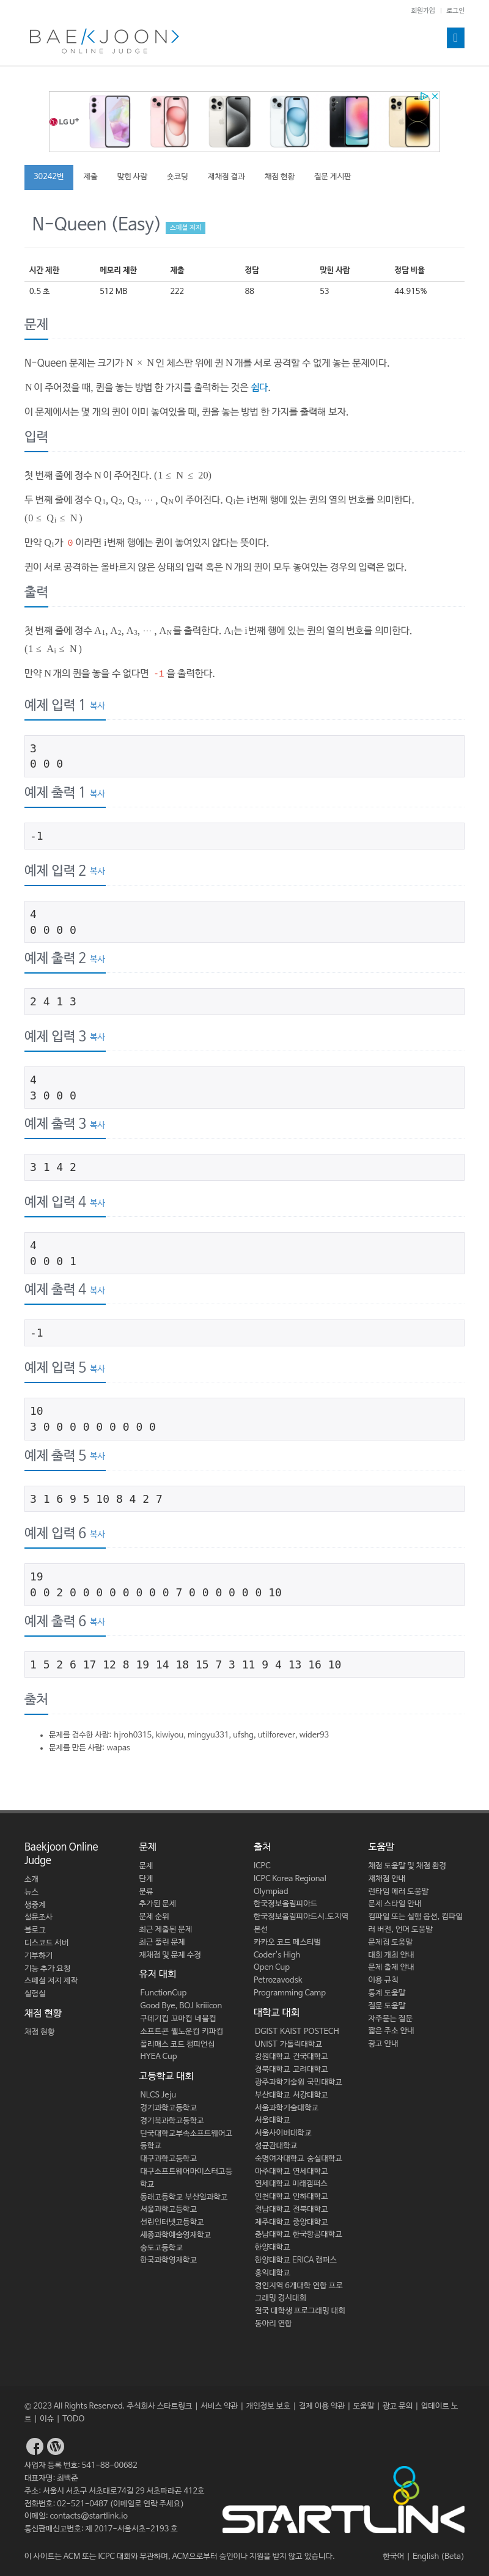 회원가입 | 로그인
BAEKJOON
ONLINE JUDGE
LG U+
30242번 제출 맞힌 사람 숏코딩 재채점 결과 채점 현황 질문 게시판
N-Queen (Easy) 스페셜 저지
시간 제한 메모리 제한 제출 정답 맞힌 사람 정답 비율
0.5 초 512 MB 222 88 53 44.915%
문제
N-Queen 문제는 크기가 N × N인 체스판 위에 퀸 N개를 서로 공격할 수 없게 놓는 문제이다.
N이 주어졌을 때, 퀸을 놓는 방법 한 가지를 출력하는 것은 쉽다.
이 문제에서는 몇 개의 퀸이 이미 놓여있을 때, 퀸을 놓는 방법 한 가지를 출력해 보자.
입력
첫 번째 줄에 정수 N이 주어진다. (1 ≤ N ≤ 20)
두 번째 줄에 정수 Q₁, Q₂, Q₃, ⋯ , Q_N이 주어진다. Qᵢ는 i번째 행에 있는 퀸의 열의 번호를 의미한다.
(0 ≤ Qᵢ ≤ N)
만약 Qᵢ가 0이라면 i번째 행에는 퀸이 놓여있지 않다는 뜻이다.
퀸이 서로 공격하는 올바르지 않은 상태의 입력 혹은 N개의 퀸이 모두 놓여있는 경우의 입력은 없다.
출력
첫 번째 줄에 정수 A₁, A₂, A₃, ⋯ , A_N를 출력한다. Aᵢ는 i번째 행에 있는 퀸의 열의 번호를 의미한다.
(1 ≤ Aᵢ ≤ N)
만약 N개의 퀸을 놓을 수 없다면 -1을 출력한다.
예제 입력 1 복사
3
0 0 0
예제 출력 1 복사
-1
예제 입력 2 복사
4
0 0 0 0
예제 출력 2 복사
2 4 1 3
예제 입력 3 복사
4
3 0 0 0
예제 출력 3 복사
3 1 4 2
예제 입력 4 복사
4
0 0 0 1
예제 출력 4 복사
-1
예제 입력 5 복사
10
3 0 0 0 0 0 0 0 0 0
예제 출력 5 복사
3 1 6 9 5 10 8 4 2 7
예제 입력 6 복사
19
0 0 2 0 0 0 0 0 0 0 0 7 0 0 0 0 0 0 10
예제 출력 6 복사
1 5 2 6 17 12 8 19 14 18 15 7 3 11 9 4 13 16 10
출처
문제를 검수한 사람: hjroh0315, kiwiyou, mingyu331, ufshg, utilforever, wider93
문제를 만든 사람: wapas
Baekjoon Online
Judge
소개
뉴스
생중계
설문조사
블로그
디스코드 서버
기부하기
기능 추가 요청
스페셜 저지 제작
실험실
채점 현황
채점 현황
문제
문제
단계
분류
추가된 문제
문제 순위
최근 제출된 문제
최근 풀린 문제
재채점 및 문제 수정
유저 대회
FunctionCup
Good Bye, BOJ kriiicon
구데기컵 꼬마컵 네블컵
소프트콘 웰노운컵 키파컵
폴리매스 코드 챔피언십
HYEA Cup
고등학교 대회
NLCS Jeju
경기과학고등학교
경기북과학고등학교
단국대학교부속소프트웨어고
등학교
대구과학고등학교
대구소프트웨어마이스터고등
학교
동래고등학교 부산일과학고
서울과학고등학교
선린인터넷고등학교
세종과학예술영재학교
송도고등학교
한국과학영재학교
출처
ICPC
ICPC Korea Regional
Olympiad
한국정보올림피아드
한국정보올림피아드시.도지역
본선
카카오 코드 페스티벌
Coder's High
Open Cup
Petrozavodsk
Programming Camp
대학교 대회
DGIST KAIST POSTECH
UNIST 가톨릭대학교
강원대학교 건국대학교
경북대학교 고려대학교
광주과학기술원 국민대학교
부산대학교 서강대학교
서울과학기술대학교
서울대학교
서울사이버대학교
성균관대학교
숙명여자대학교 숭실대학교
아주대학교 연세대학교
연세대학교 미래캠퍼스
인천대학교 인하대학교
전남대학교 전북대학교
제주대학교 중앙대학교
충남대학교 한국항공대학교
한양대학교
한양대학교 ERICA 캠퍼스
홍익대학교
경인지역 6개대학 연합 프로
그래밍 경시대회
전국 대학생 프로그래밍 대회
동아리 연합
도움말
채점 도움말 및 채점 환경
재채점 안내
런타임 에러 도움말
문제 스타일 안내
컴파일 또는 실행 옵션, 컴파일
러 버전, 언어 도움말
문제집 도움말
대회 개최 안내
문제 출제 안내
이용 규칙
통계 도움말
질문 도움말
자주묻는 질문
짧은 주소 안내
광고 안내
© 2023 All Rights Reserved. 주식회사 스타트링크 | 서비스 약관 | 개인정보 보호 | 결제 이용 약관 | 도움말 | 광고 문의 | 업데이트 노
트 | 이슈 | TODO
사업자 등록 번호: 541-88-00682
대표자명: 최백준
주소: 서울시 서초구 서초대로74길 29 서초파라곤 412호
전화번호: 02-521-0487 (이메일로 연락 주세요)
이메일: contacts@startlink.io
통신판매신고번호: 제 2017-서울서초-2193 호
STARTLINK
이 사이트는 ACM 또는 ICPC 대회와 무관하며, ACM으로부터 승인이나 지원을 받지 않고 있습니다.
한국어 | English (Beta)